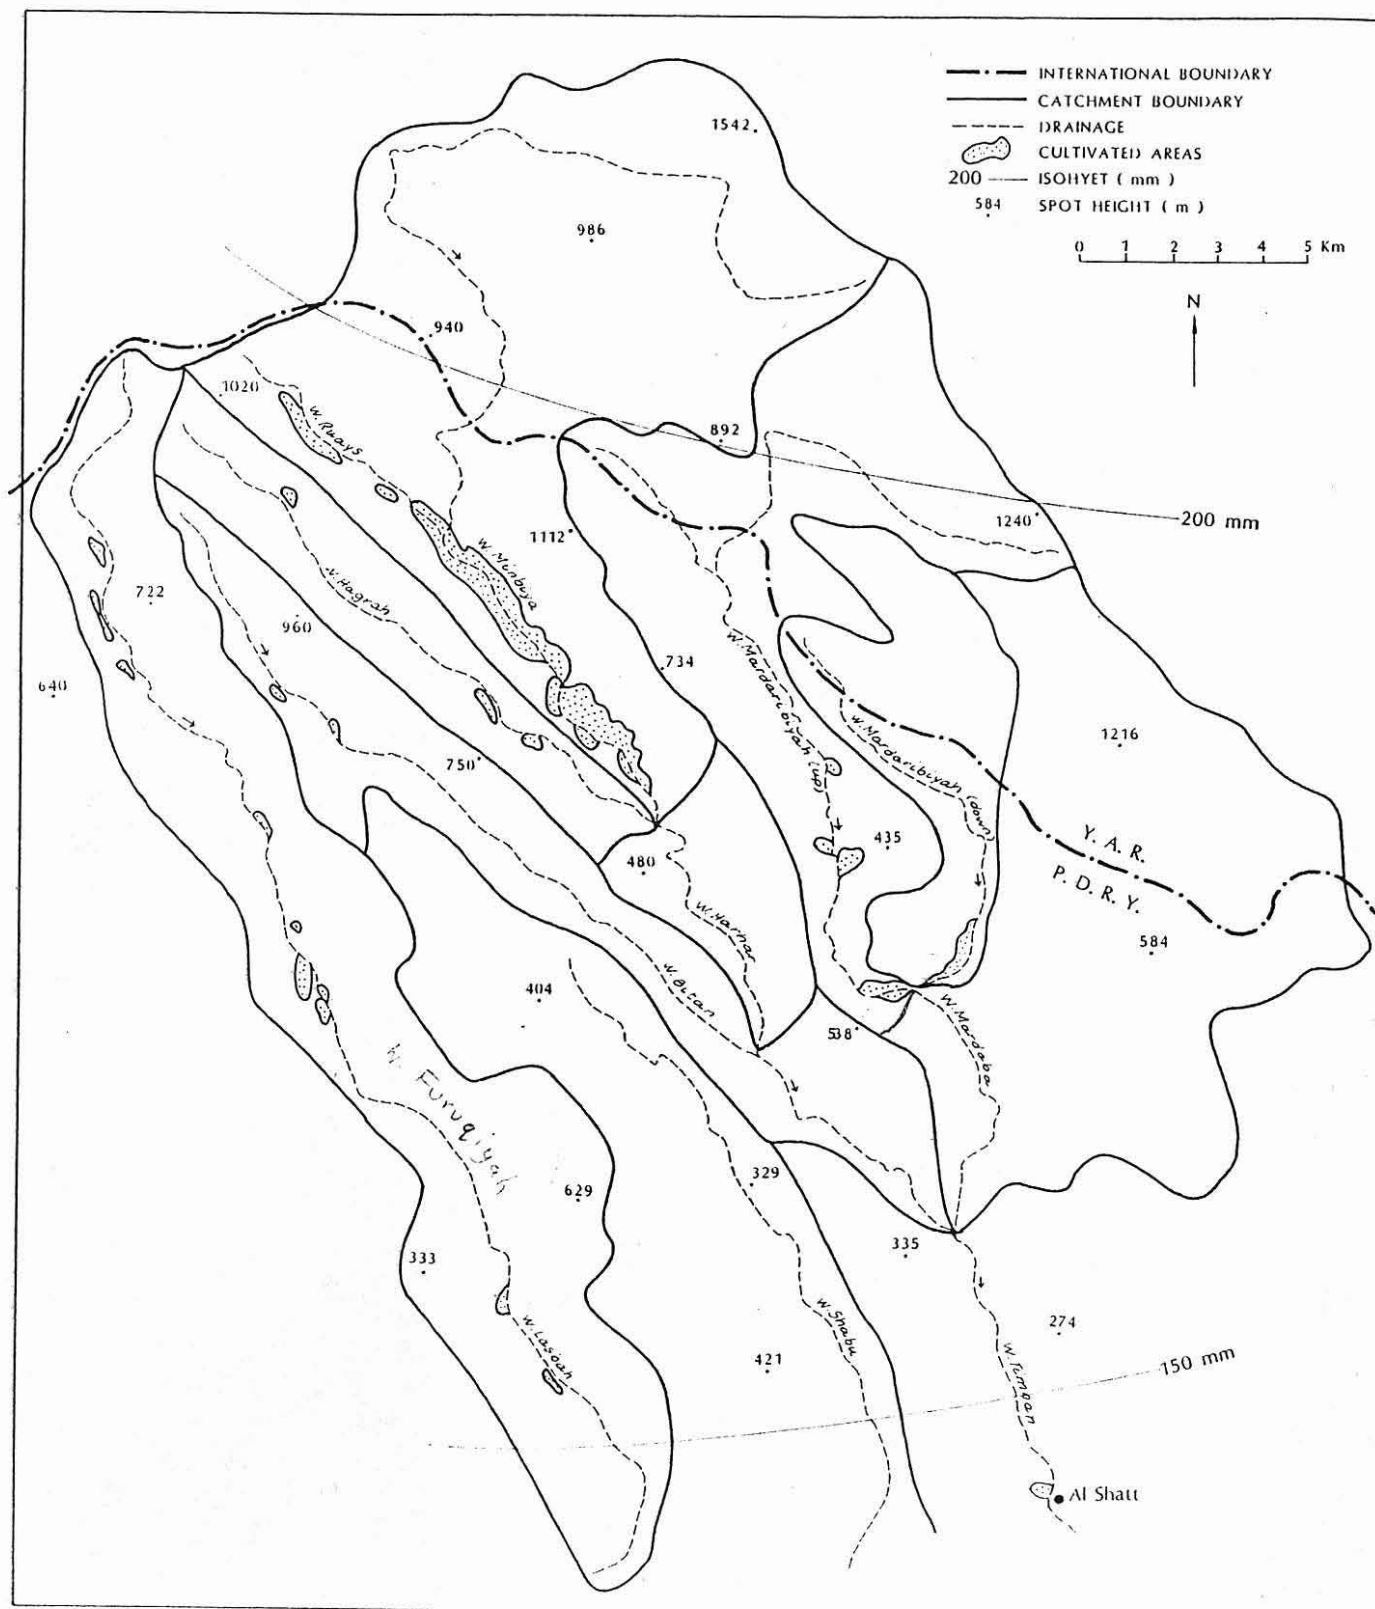 INTERNATIONAL BOUNDARY
CATCHMENT BOUNDARY
DRAINAGE
CULTIVATED AREAS
200 ISOHYET ( mm )
584 SPOT HEIGHT ( m )
0 1 2 3 4 5 Km
N
1542
986
940
1020
892
W. Ruays
1240
200 mm
1112
W. Munbuya
W. Hagrah
722
960
734
640
W. Mardaribiyah (up)
W. Mardaribiyah (down)
1216
750
435
Y. A. R.
P. D. R. Y.
480
W. Harhar
584
404
W. Bitan
538
W. Mardaba
W. Furuqiyah
629
329
333
335
274
W. Lasbah
W. Shabu
421
W. Timnan
150 mm
Al Shatt